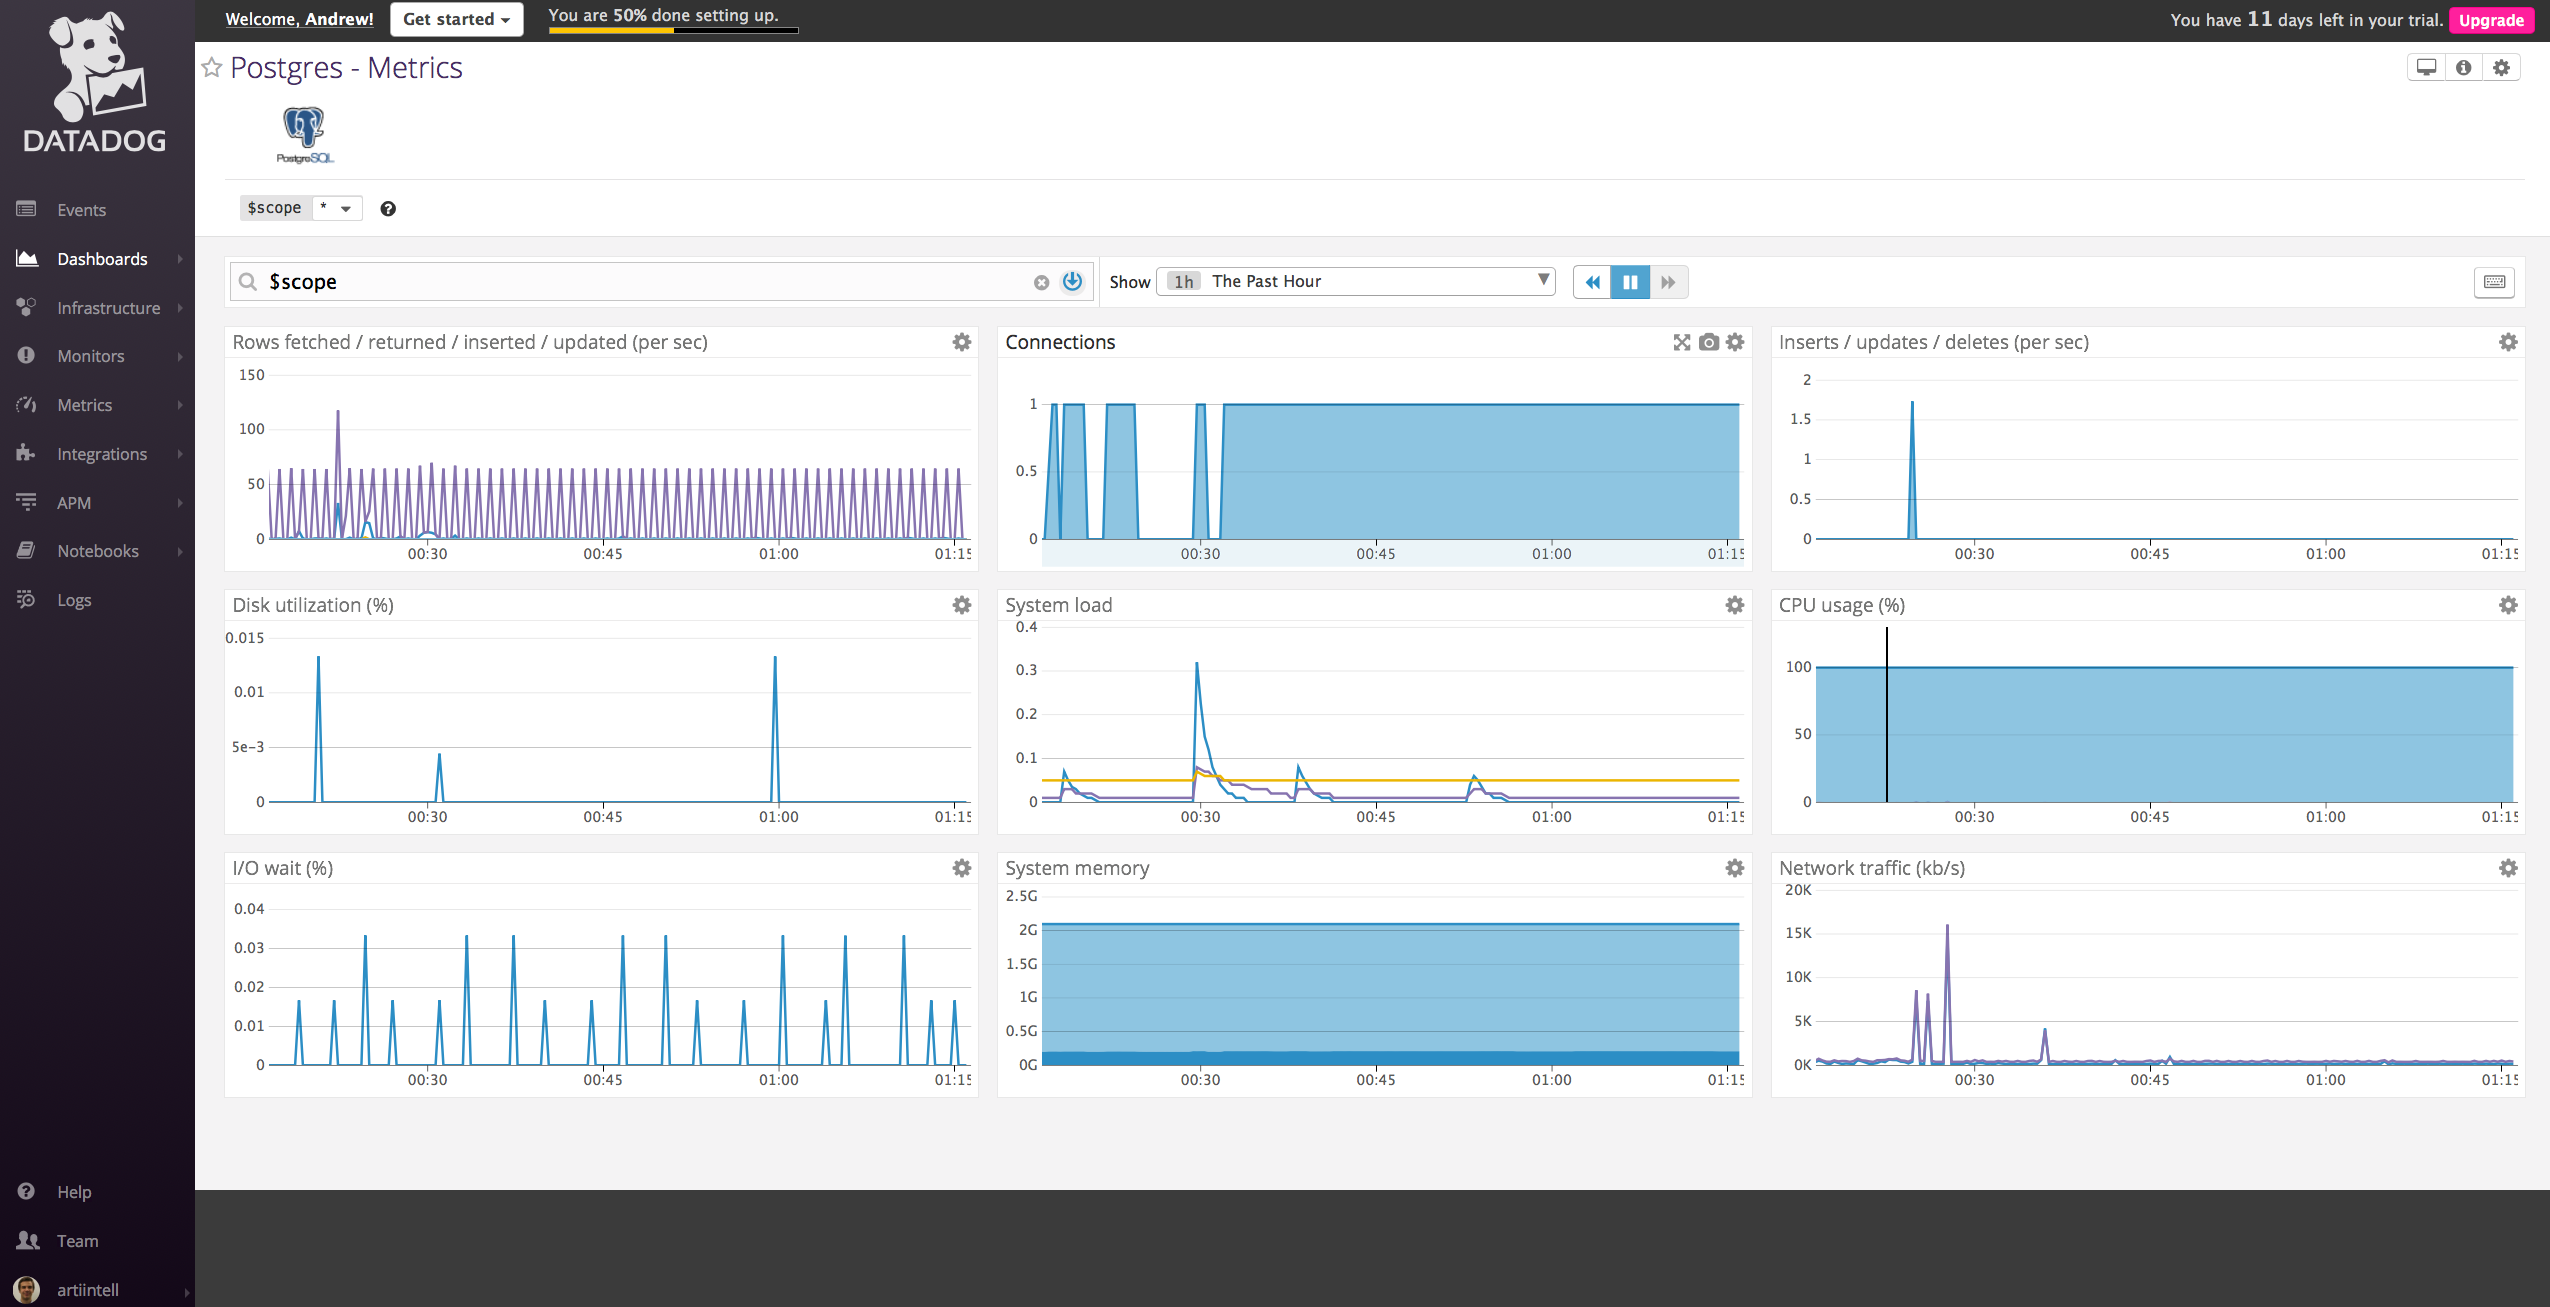 Welcome, Andrew!
Get started
You are 50% done setting up.
You have 11 days left in your trial.
Upgrade
DATADOG
Events
Dashboards
Infrastructure
Monitors
Metrics
Integrations
APM
Notebooks
Logs
Help
Team
artiintell
Postgres - Metrics
PostgreSQL
$scope
*
$scope
Show
1h The Past Hour
Rows fetched / returned / inserted / updated (per sec)
150
100
50
0
00:30 00:45 01:00 01:15
Connections
1
0.5
0
00:30 00:45 01:00 01:15
Inserts / updates / deletes (per sec)
2
1.5
1
0.5
0
00:30 00:45 01:00 01:15
Disk utilization (%)
0.015
0.01
5e-3
0
00:30 00:45 01:00 01:15
System load
0.4
0.3
0.2
0.1
0
00:30 00:45 01:00 01:15
CPU usage (%)
100
50
0
00:30 00:45 01:00 01:15
I/O wait (%)
0.04
0.03
0.02
0.01
0
00:30 00:45 01:00 01:15
System memory
2.5G
2G
1.5G
1G
0.5G
0G
00:30 00:45 01:00 01:15
Network traffic (kb/s)
20K
15K
10K
5K
0K
00:30 00:45 01:00 01:15